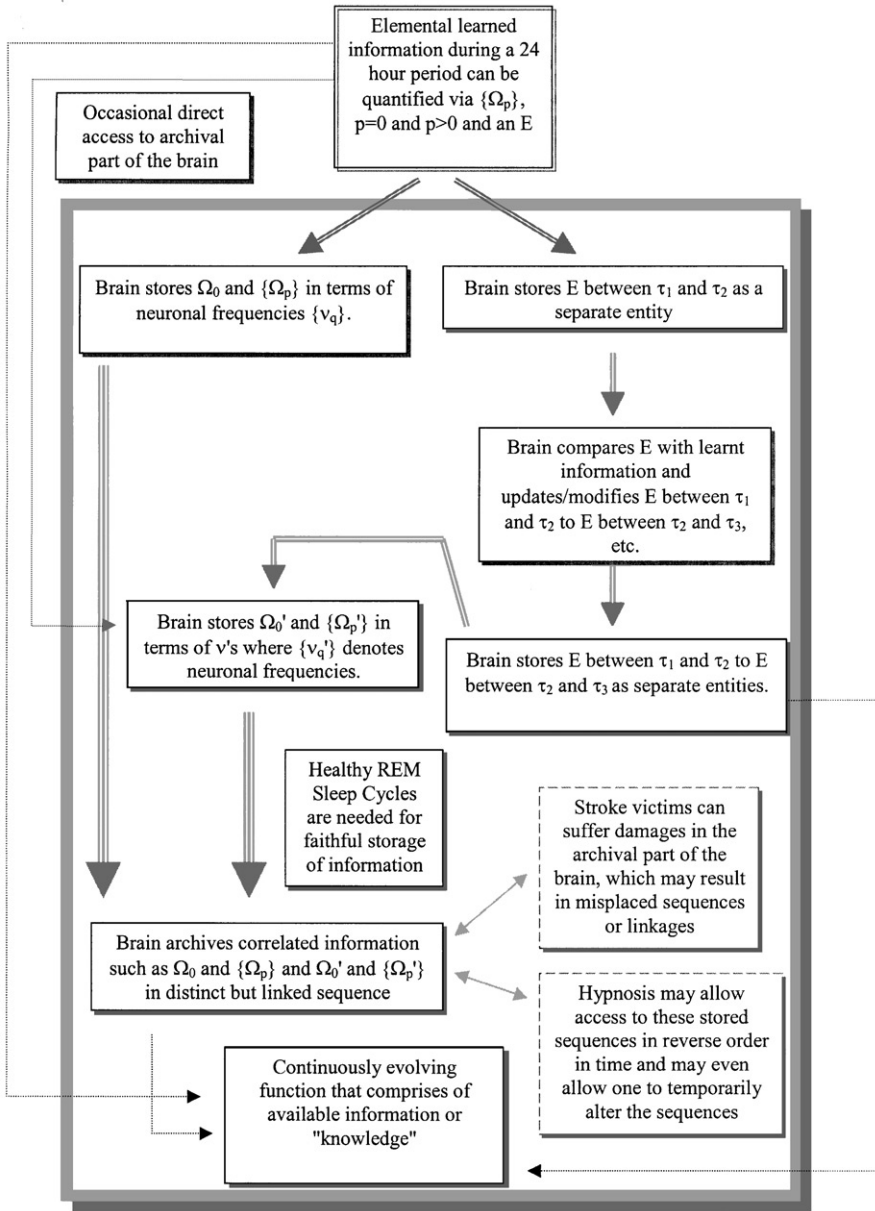 Elemental learned
information during a 24
hour period can be
quantified via {Ωₚ},
p=0 and p>0 and an E
Occasional direct
access to archival
part of the brain
Brain stores Ω₀ and {Ωₚ} in terms of
neuronal frequencies {ν_q}.
Brain stores E between τ₁ and τ₂ as a
separate entity
Brain compares E with learnt
information and
updates/modifies E between τ₁
and τ₂ to E between τ₂ and τ₃,
etc.
Brain stores Ω₀' and {Ωₚ'} in
terms of ν's where {ν_q'} denotes
neuronal frequencies.
Brain stores E between τ₁ and τ₂ to E
between τ₂ and τ₃ as separate entities.
Healthy REM
Sleep Cycles
are needed for
faithful storage
of information
Stroke victims can
suffer damages in the
archival part of the
brain, which may result
in misplaced sequences
or linkages
Brain archives correlated information
such as Ω₀ and {Ωₚ} and Ω₀' and {Ωₚ'}
in distinct but linked sequence
Hypnosis may allow
access to these stored
sequences in reverse order
in time and may even
allow one to temporarily
alter the sequences
Continuously evolving
function that comprises of
available information or
"knowledge"